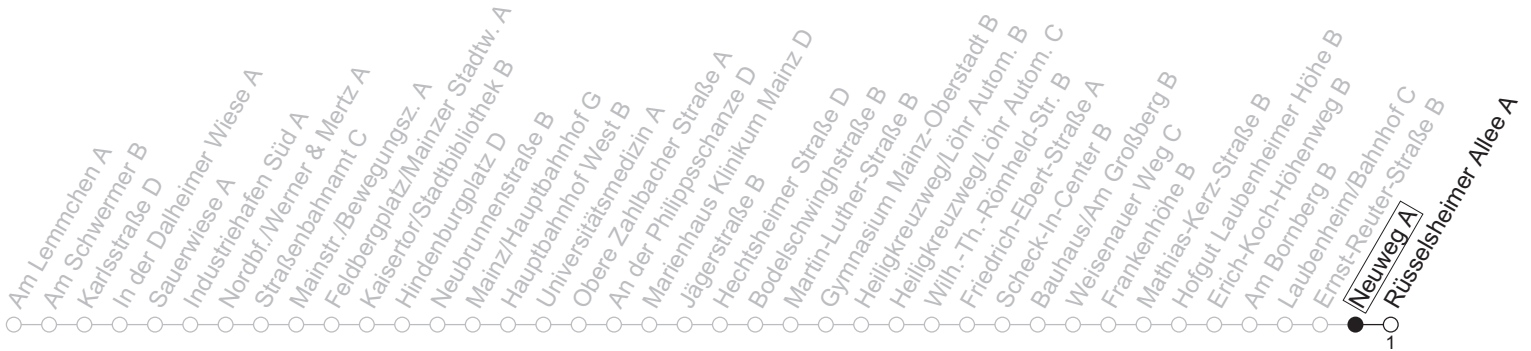 Am Lemmchen A
Am Schwermer B
Karlsstraße D
In der Dalheimer Wiese A
Sauerwiese A
Industriehafen Süd A
Nordbf./Werner & Mertz A
Straßenbahnamt C
Mainstr./Bewegungsz. A
Feldbergplatz/Mainzer Stadtw. A
Kaisertor/Stadtbibliothek B
Hindenburgplatz D
Neubrunnenstraße B
Mainz/Hauptbahnhof G
Hauptbahnhof West B
Universitätsmedizin A
Obere Zahlbacher Straße A
An der Philippsschanze D
Marienhaus Klinikum Mainz D
Jägerstraße B
Hechtsheimer Straße D
Bodelschwinghstraße B
Martin-Luther-Straße B
Gymnasium Mainz-Oberstadt B
Heiligkreuzweg/Löhr Autom. B
Heiligkreuzweg/Löhr Autom. C
Wilh.-Th.-Römheld-Str. B
Friedrich-Ebert-Straße A
Scheck-In-Center B
Bauhaus/Am Großberg B
Weisenauer Weg C
Frankenhöhe B
Mathias-Kerz-Straße B
Hofgut Laubenheimer Höhe B
Erich-Koch-Höhenweg B
Am Bornberg B
Laubenheim/Bahnhof C
Ernst-Reuter-Straße B
Neuweg A
Rüsselsheimer Allee A
1